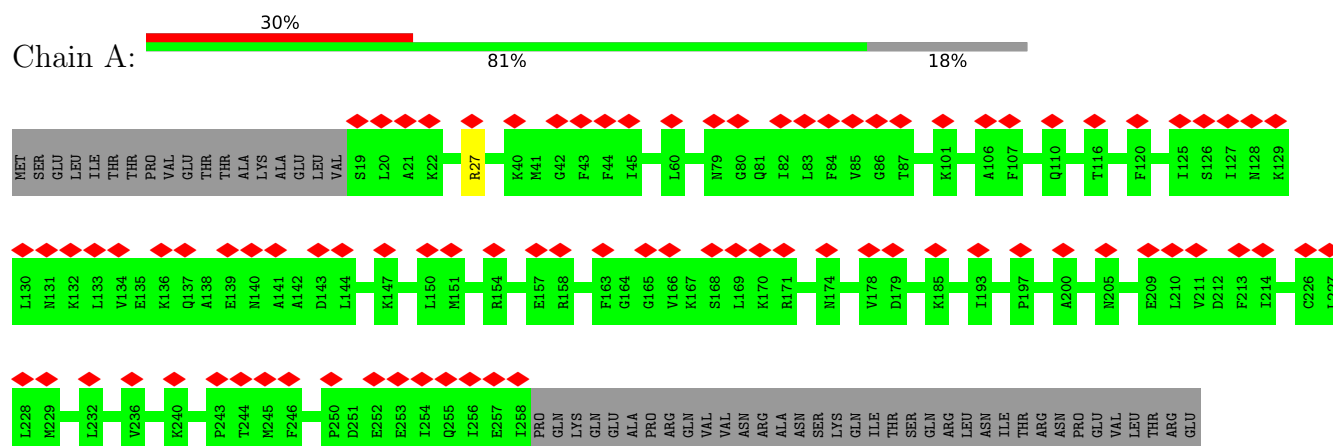 30%
Chain A:
81% 18%
MET SER GLU LEU ILE THR THR PRO VAL GLU THR THR ALA LYS ALA GLU LEU VAL S19 L20 A21 K22 R27 K40 M41 G42 F43 F44 I45 L60 N79 G80 Q81 I82 L83 F84 V85 G86 T87 K101 A106 F107 Q110 T116 F120 I125 S126 I127 N128 K129
L130 N131 K132 L133 V134 E135 K136 Q137 A138 E139 N140 A141 A142 D143 L144 K147 L150 M151 R154 E157 R158 F163 G164 G165 V166 K167 S168 L169 K170 R171 N174 V178 D179 K185 I193 P197 A200 N205 E209 L210 V211 D212 F213 I214 C226 L227
L228 M229 L232 V236 K240 P243 T244 M245 F246 P250 D251 E252 E253 I254 Q255 I256 E257 I258 PRO GLN LYS GLN GLU ALA PRO ARG GLN VAL VAL ASN ARG ALA ASN SER LYS GLN ILE THR SER GLN ARG LEU ASN ILE THR ARG ASN PRO GLU VAL LEU THR ARG GLU